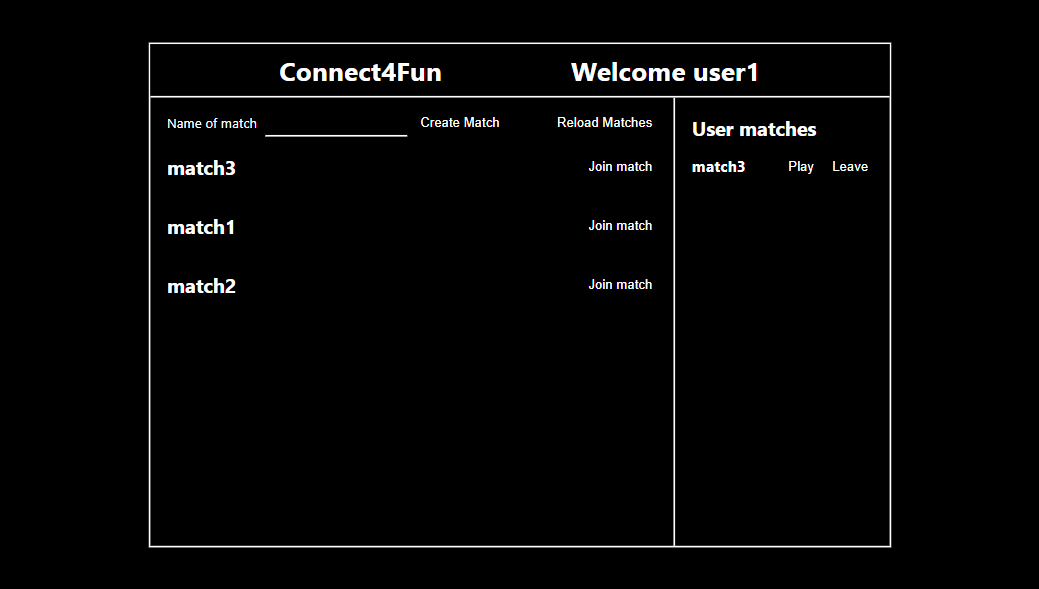 Connect4Fun Welcome user1
Name of match Create Match Reload Matches
match3 Join match
match1 Join match
match2 Join match
User matches
match3 Play Leave